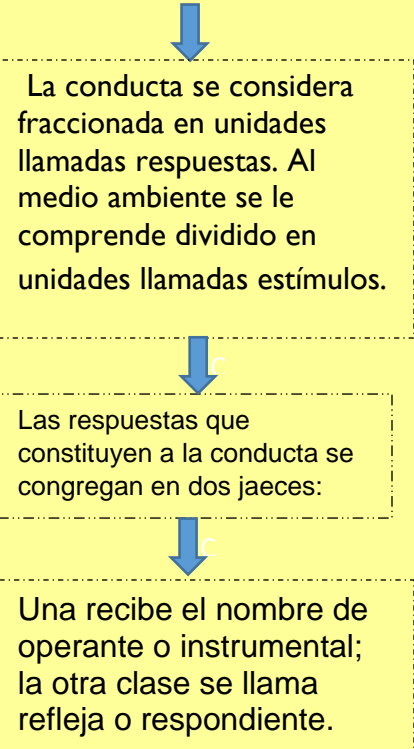 La conducta se considera
fraccionada en unidades
llamadas respuestas. Al
medio ambiente se le
comprende dividido en
unidades llamadas estímulos.
C
Las respuestas que
constituyen a la conducta se
congregan en dos jaeces:
C
Una recibe el nombre de
operante o instrumental;
la otra clase se llama
refleja o respondiente.